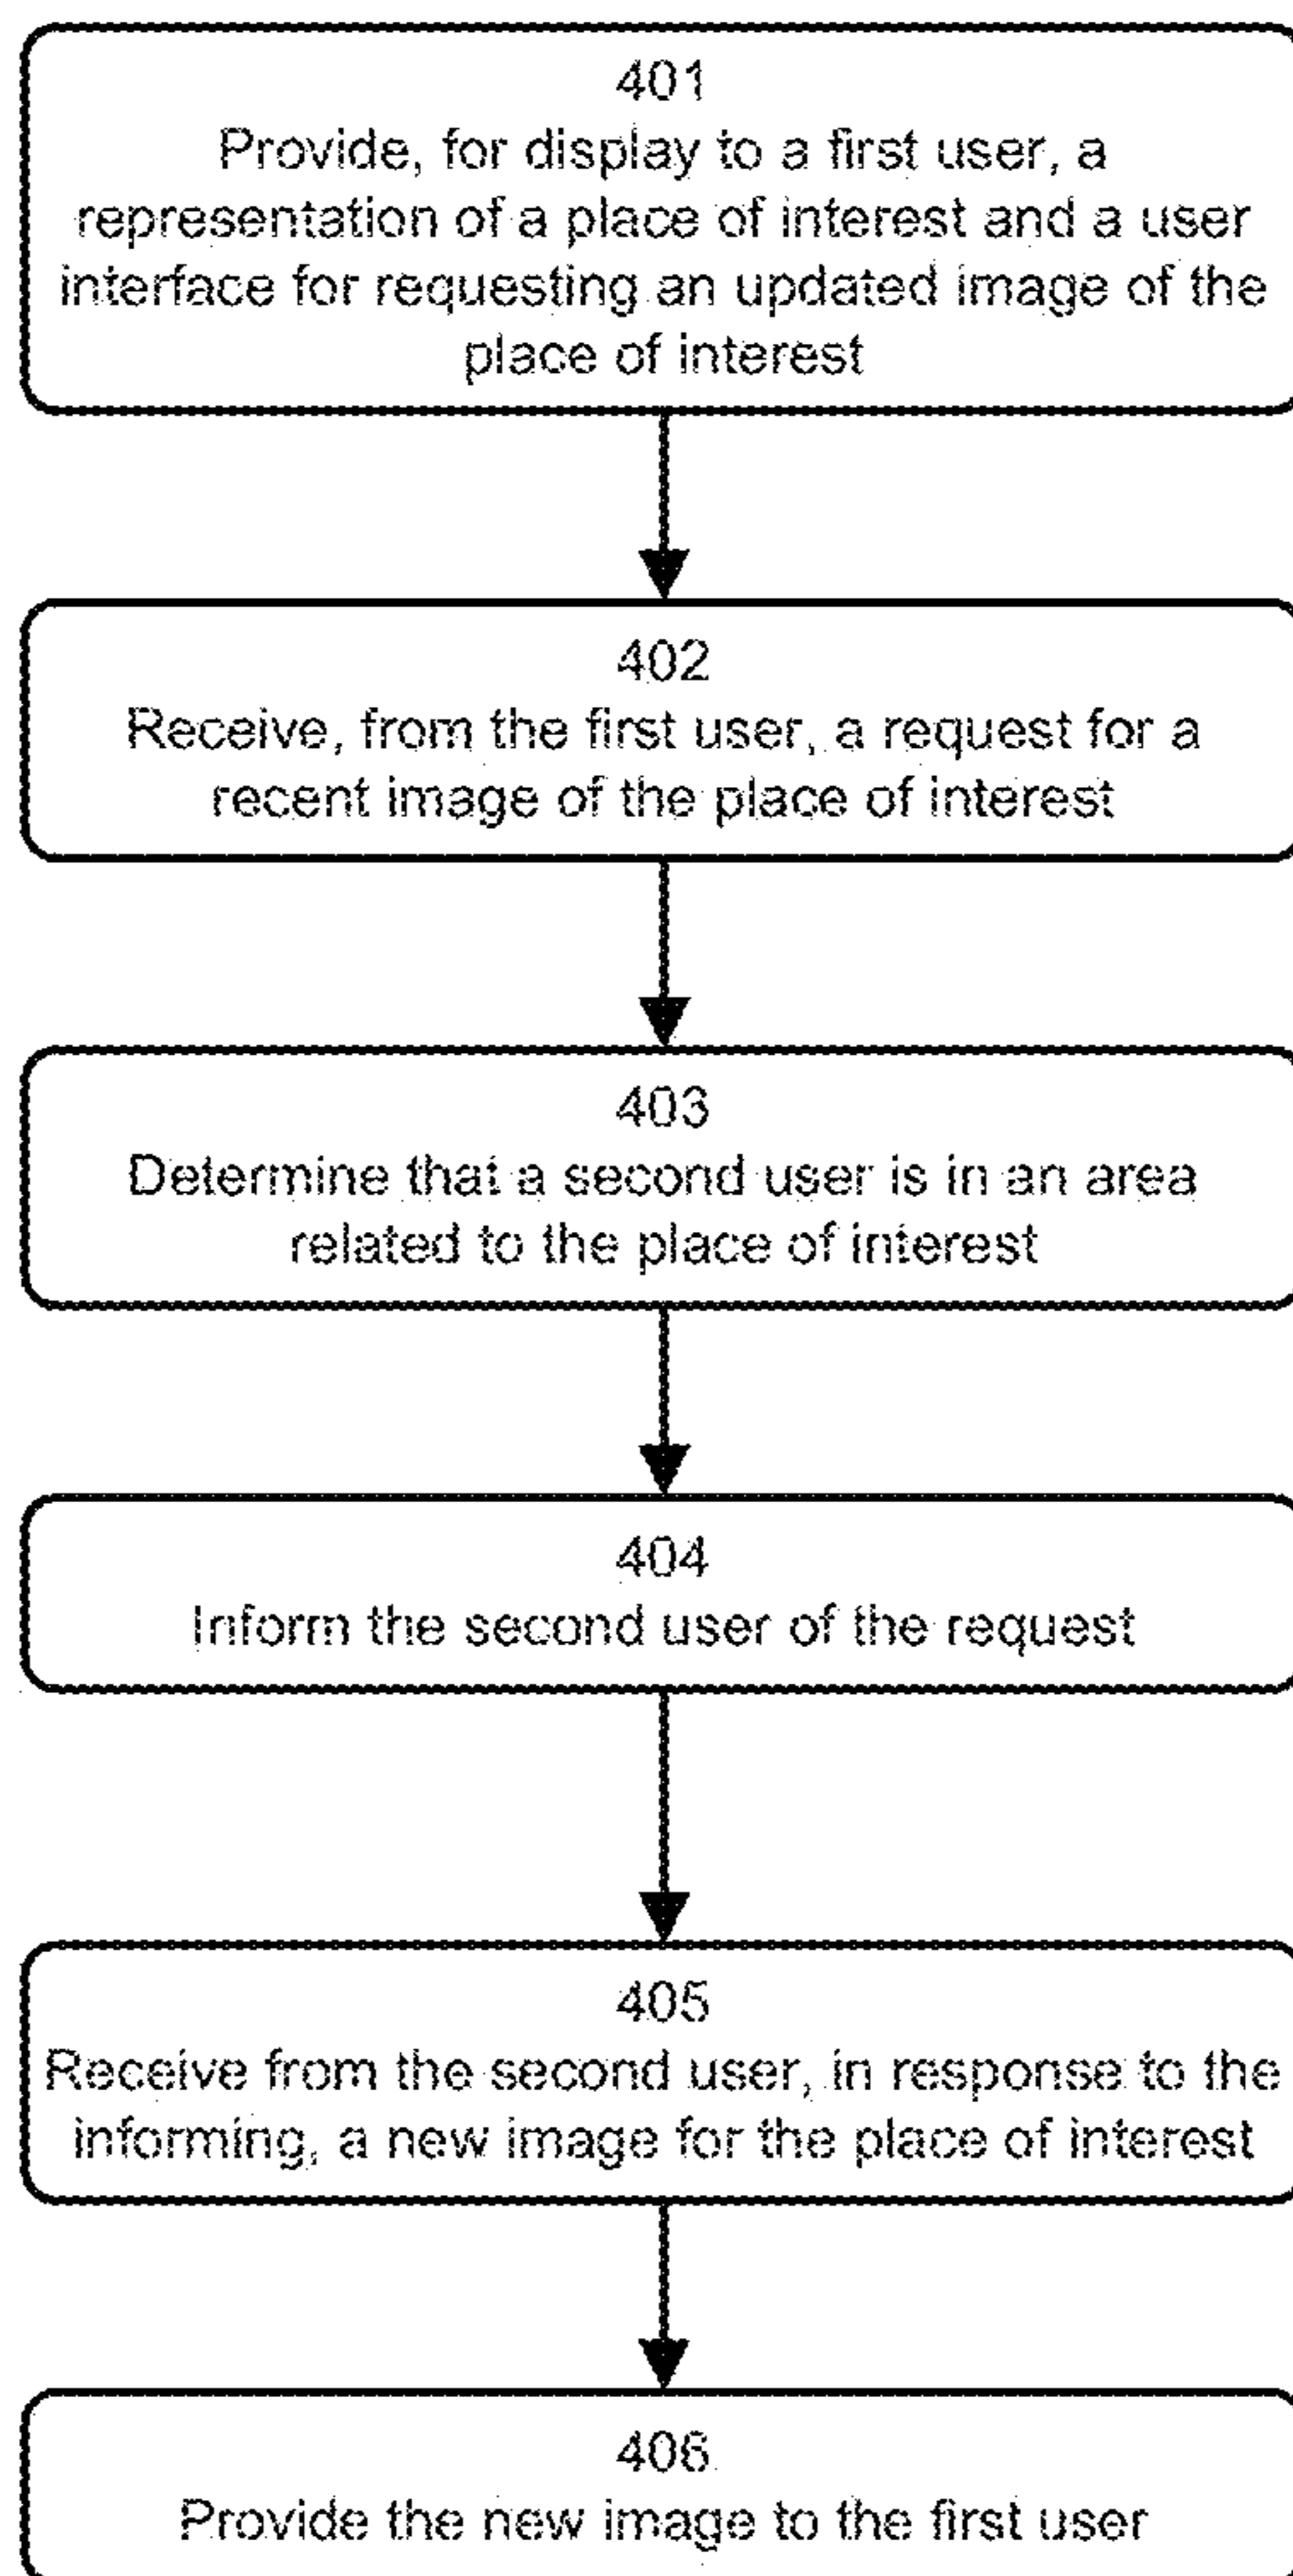 401
Provide, for display to a first user, a
representation of a place of interest and a user
interface for requesting an updated image of the
place of interest
402
Receive, from the first user, a request for a
recent image of the place of interest
403
Determine that a second user is in an area
related to the place of interest
404
Inform the second user of the request
405
Receive from the second user, in response to the
informing, a new image for the place of interest
406
Provide the new image to the first user